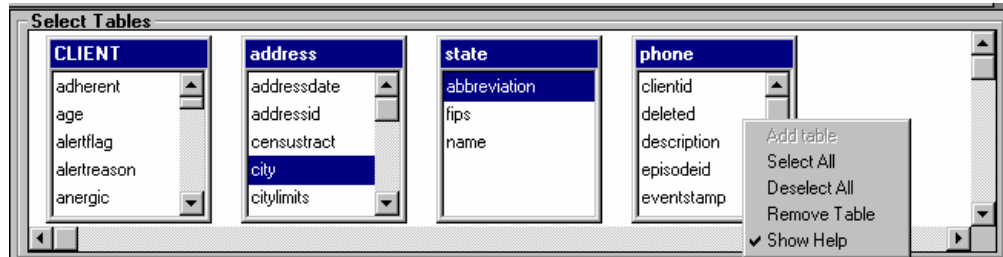 Select Tables
CLIENT
adherent
age
alertflag
alertreason
anergic
address
addressdate
addressid
censustract
city
citylimits
state
abbreviation
fips
name
phone
clientid
deleted
description
episodeid
eventstamp
Add table
Select All
Deselect All
Remove Table
Show Help